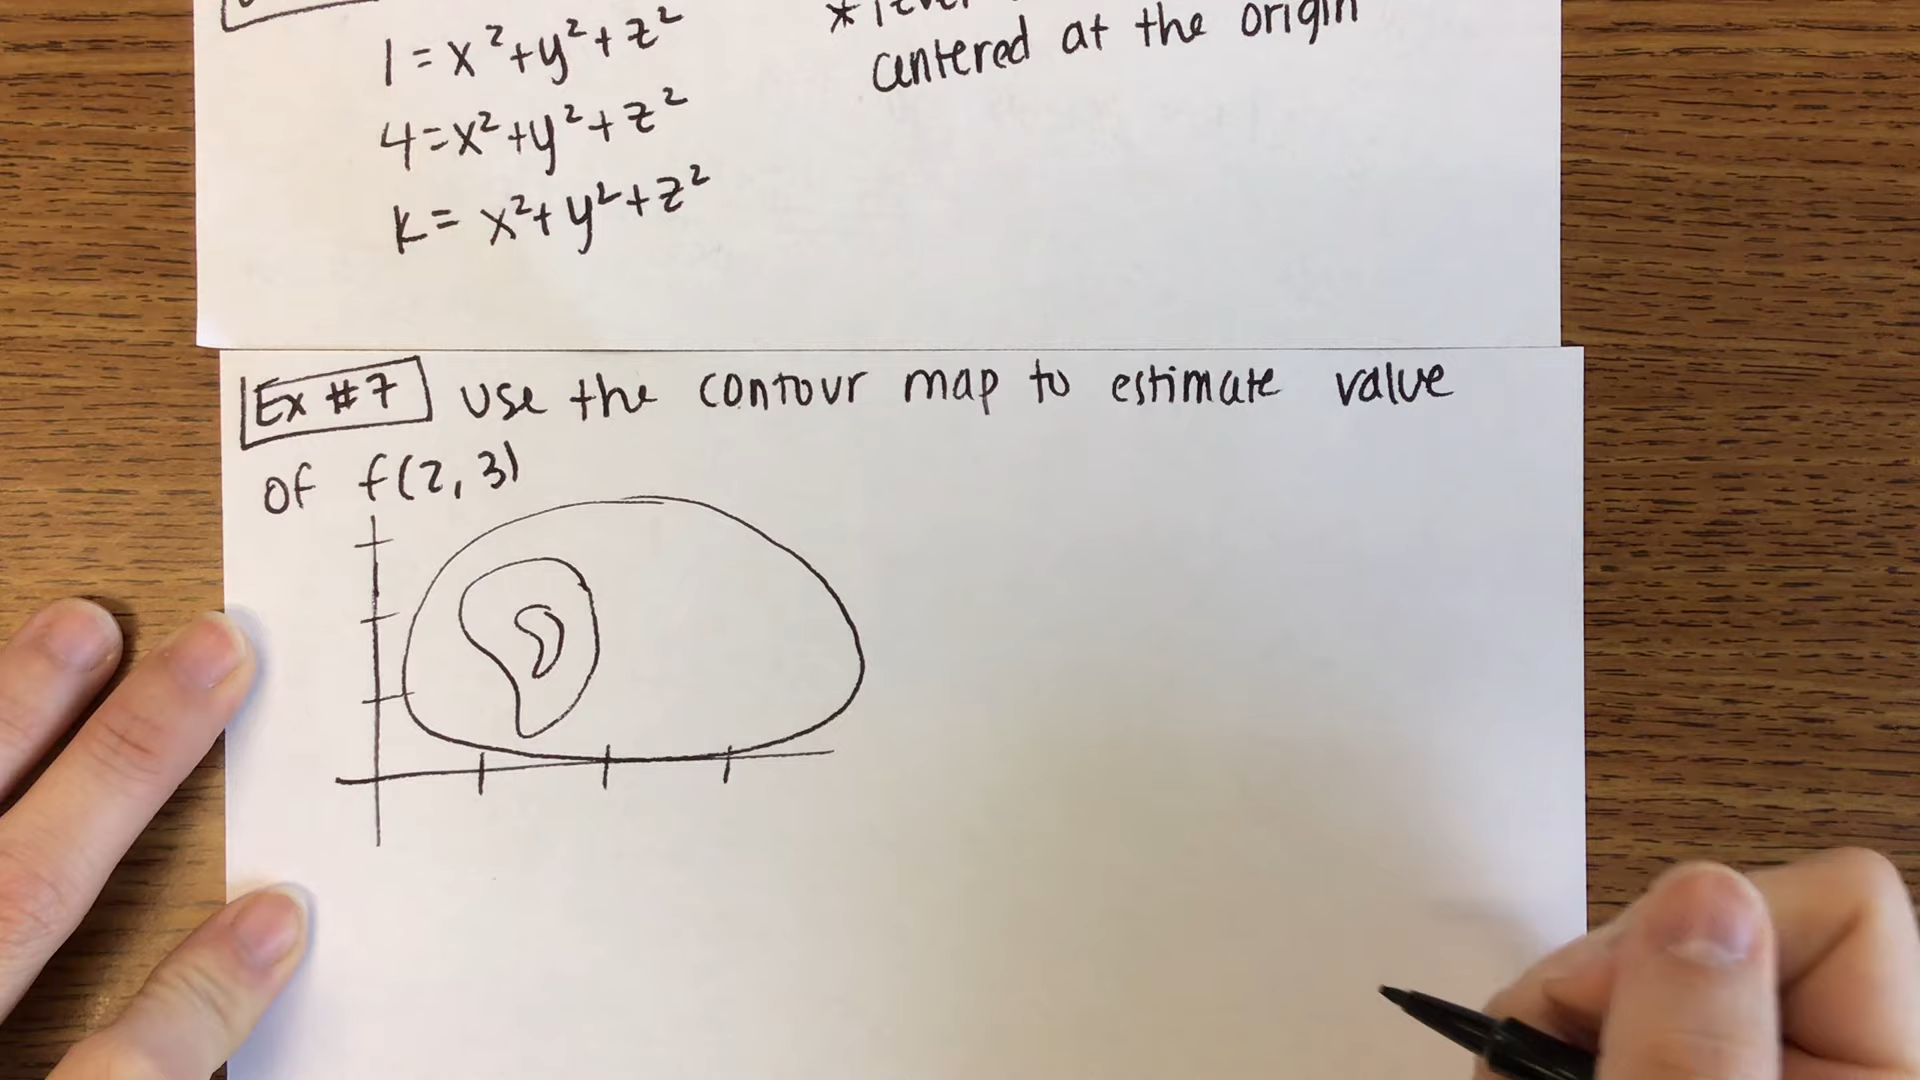 1 = x²+y²+z²
4=x²+y²+z²
k= x²+y²+z²
*
centered at the origin
Ex #7 use the contour map to estimate value
of f(2,3)